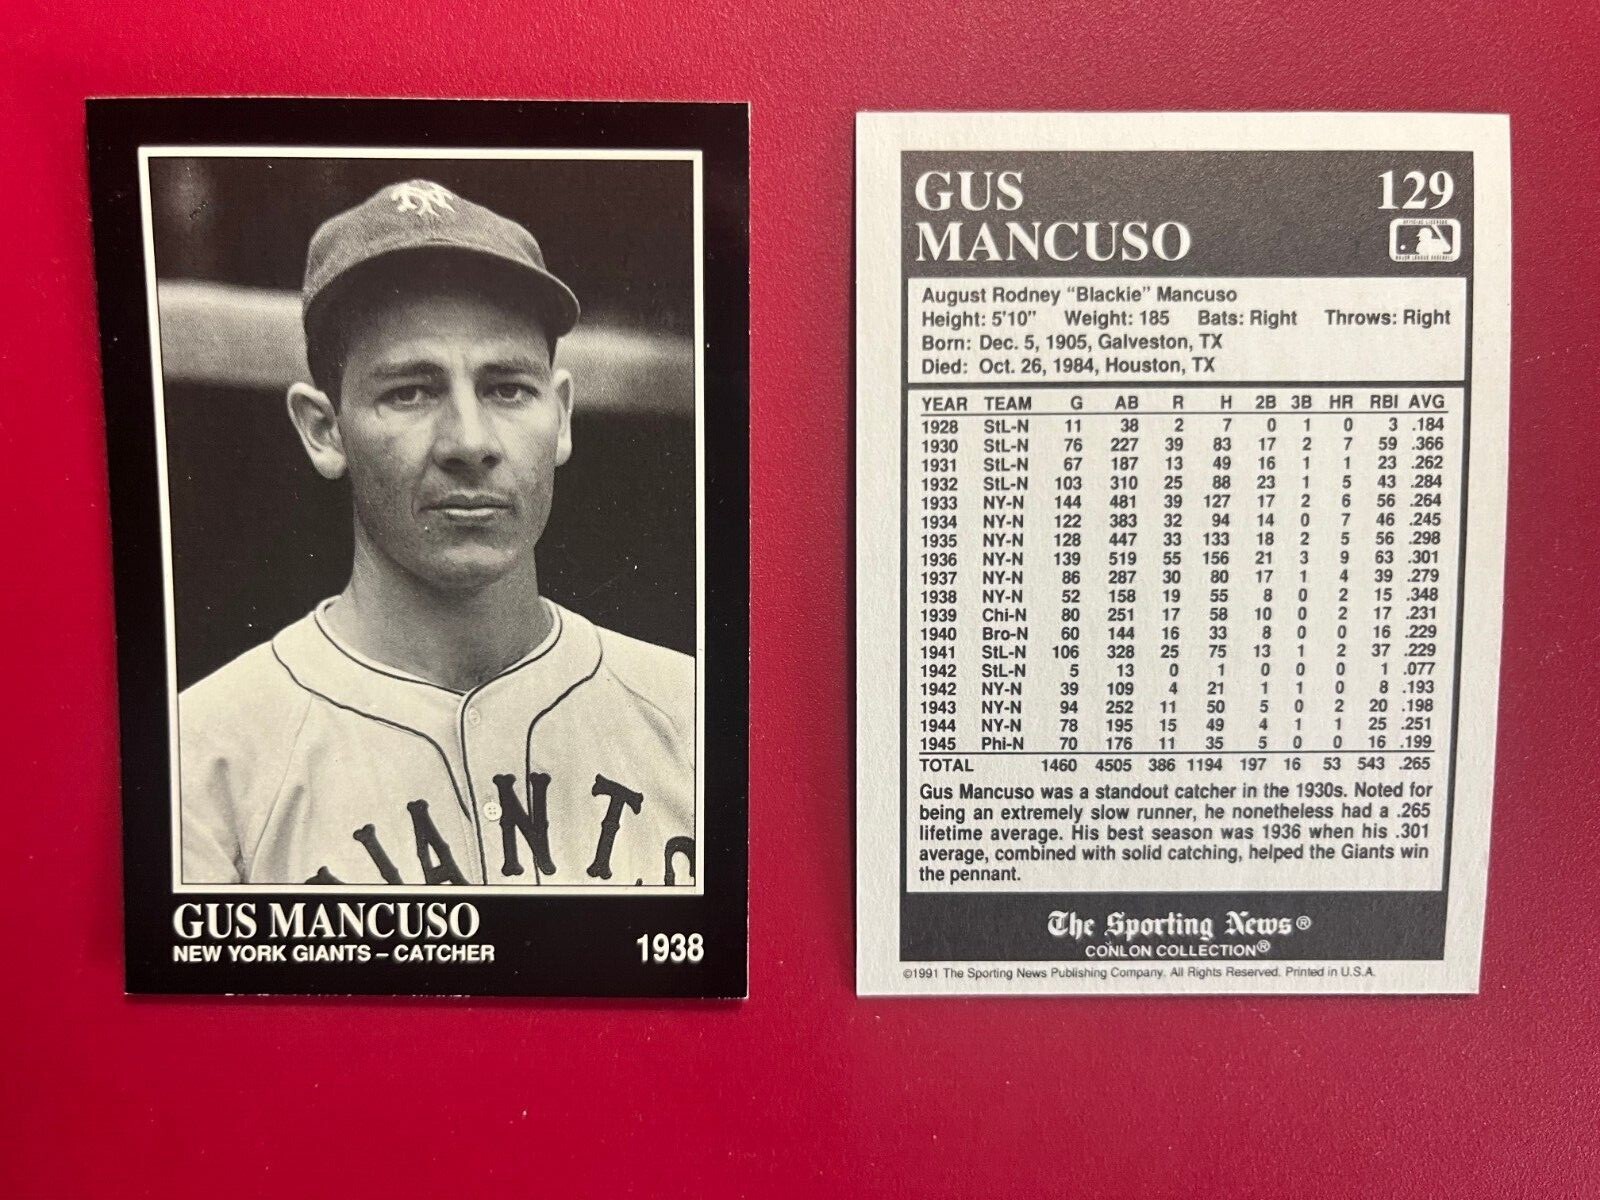 NY
GIANTS
GUS MANCUSO
NEW YORK GIANTS – CATCHER
1938
GUS
MANCUSO
129
OFFICIAL LICENSEE
MAJOR LEAGUE BASEBALL
August Rodney "Blackie" Mancuso
Height: 5'10" Weight: 185 Bats: Right Throws: Right
Born: Dec. 5, 1905, Galveston, TX
Died: Oct. 26, 1984, Houston, TX
YEAR TEAM G AB R H 2B 3B HR RBI AVG
1928 StL-N 11 38 2 7 0 1 0 3 .184
1930 StL-N 76 227 39 83 17 2 7 59 .366
1931 StL-N 67 187 13 49 16 1 1 23 .262
1932 StL-N 103 310 25 88 23 1 5 43 .284
1933 NY-N 144 481 39 127 17 2 6 56 .264
1934 NY-N 122 383 32 94 14 0 7 46 .245
1935 NY-N 128 447 33 133 18 2 5 56 .298
1936 NY-N 139 519 55 156 21 3 9 63 .301
1937 NY-N 86 287 30 80 17 1 4 39 .279
1938 NY-N 52 158 19 55 8 0 2 15 .348
1939 Chi-N 80 251 17 58 10 0 2 17 .231
1940 Bro-N 60 144 16 33 8 0 0 16 .229
1941 StL-N 106 328 25 75 13 1 2 37 .229
1942 StL-N 5 13 0 1 0 0 0 1 .077
1942 NY-N 39 109 4 21 1 1 0 8 .193
1943 NY-N 94 252 11 50 5 0 2 20 .198
1944 NY-N 78 195 15 49 4 1 1 25 .251
1945 Phi-N 70 176 11 35 5 0 0 16 .199
TOTAL 1460 4505 386 1194 197 16 53 543 .265
Gus Mancuso was a standout catcher in the 1930s. Noted for
being an extremely slow runner, he nonetheless had a .265
lifetime average. His best season was 1936 when his .301
average, combined with solid catching, helped the Giants win
the pennant.
The Sporting News®
CONLON COLLECTION®
©1991 The Sporting News Publishing Company. All Rights Reserved. Printed in U.S.A.